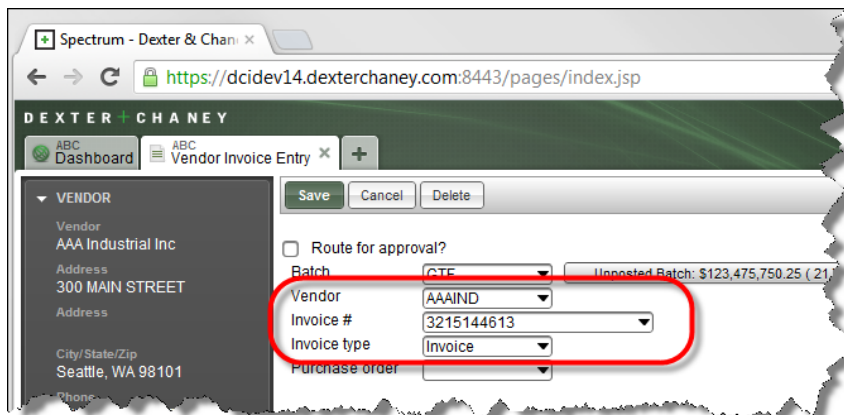 Spectrum - Dexter & Chan
https://dcidev14.dexterchaney.com:8443/pages/index.jsp
DEXTER+CHANEY
ABC
Dashboard
ABC
Vendor Invoice Entry
VENDOR
Vendor
AAA Industrial Inc
Address
300 MAIN STREET
Address
City/State/Zip
Seattle, WA 98101
Phone
Save Cancel Delete
Route for approval?
Batch GTF Unposted Batch: $123,475,750.25 ( 21,
Vendor AAAIND
Invoice # 3215144613
Invoice type Invoice
Purchase order